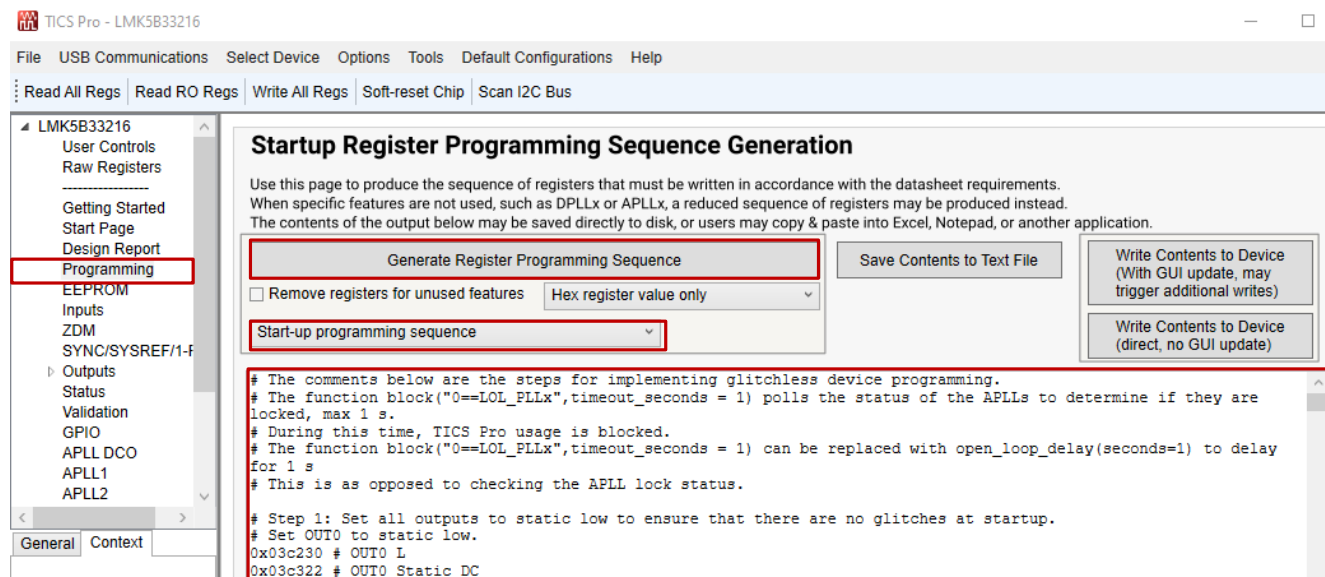 TICS Pro - LMK5B33216
File USB Communications Select Device Options Tools Default Configurations Help
Read All Regs Read RO Regs Write All Regs Soft-reset Chip Scan I2C Bus
LMK5B33216
User Controls
Raw Registers
-----------------
Getting Started
Start Page
Design Report
Programming
EEPROM
Inputs
ZDM
SYNC/SYSREF/1-F
Outputs
Status
Validation
GPIO
APLL DCO
APLL1
APLL2
General Context
Startup Register Programming Sequence Generation
Use this page to produce the sequence of registers that must be written in accordance with the datasheet requirements.
When specific features are not used, such as DPLLx or APLLx, a reduced sequence of registers may be produced instead.
The contents of the output below may be saved directly to disk, or users may copy & paste into Excel, Notepad, or another application.
Generate Register Programming Sequence
Remove registers for unused features Hex register value only
Start-up programming sequence
Save Contents to Text File
Write Contents to Device
(With GUI update, may
trigger additional writes)
Write Contents to Device
(direct, no GUI update)
# The comments below are the steps for implementing glitchless device programming.
# The function block("0==LOL_PLLx",timeout_seconds = 1) polls the status of the APLLs to determine if they are
locked, max 1 s.
# During this time, TICS Pro usage is blocked.
# The function block("0==LOL_PLLx",timeout_seconds = 1) can be replaced with open_loop_delay(seconds=1) to delay
for 1 s
# This is as opposed to checking the APLL lock status.
# Step 1: Set all outputs to static low to ensure that there are no glitches at startup.
# Set OUT0 to static low.
0x03c230 # OUT0 L
0x03c322 # OUT0 Static DC